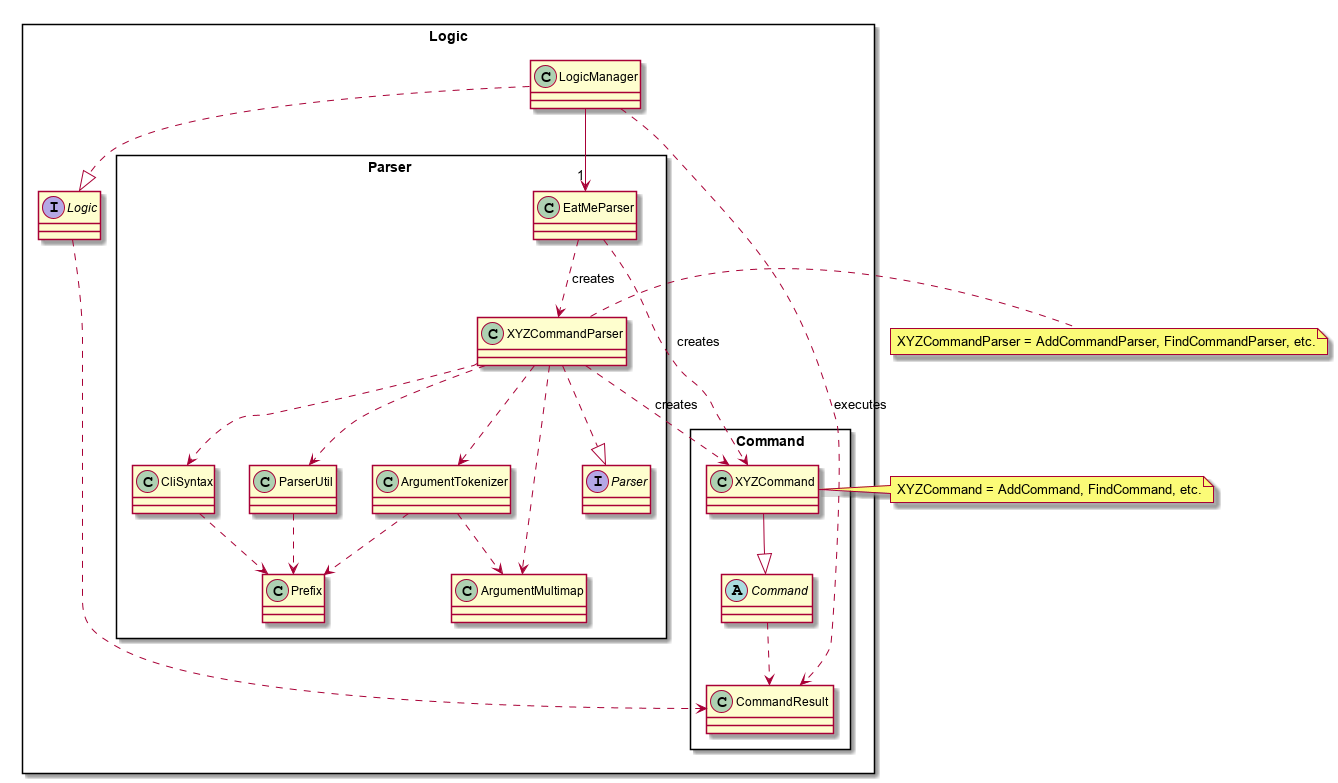 Logic
C LogicManager
Parser
1
I Logic
C EatMeParser
creates
XYZCommandParser = AddCommandParser, FindCommandParser, etc.
C XYZCommandParser
creates
creates
executes
Command
C CliSyntax
C ParserUtil
C ArgumentTokenizer
I Parser
C XYZCommand
XYZCommand = AddCommand, FindCommand, etc.
C Prefix
C ArgumentMultimap
A Command
C CommandResult